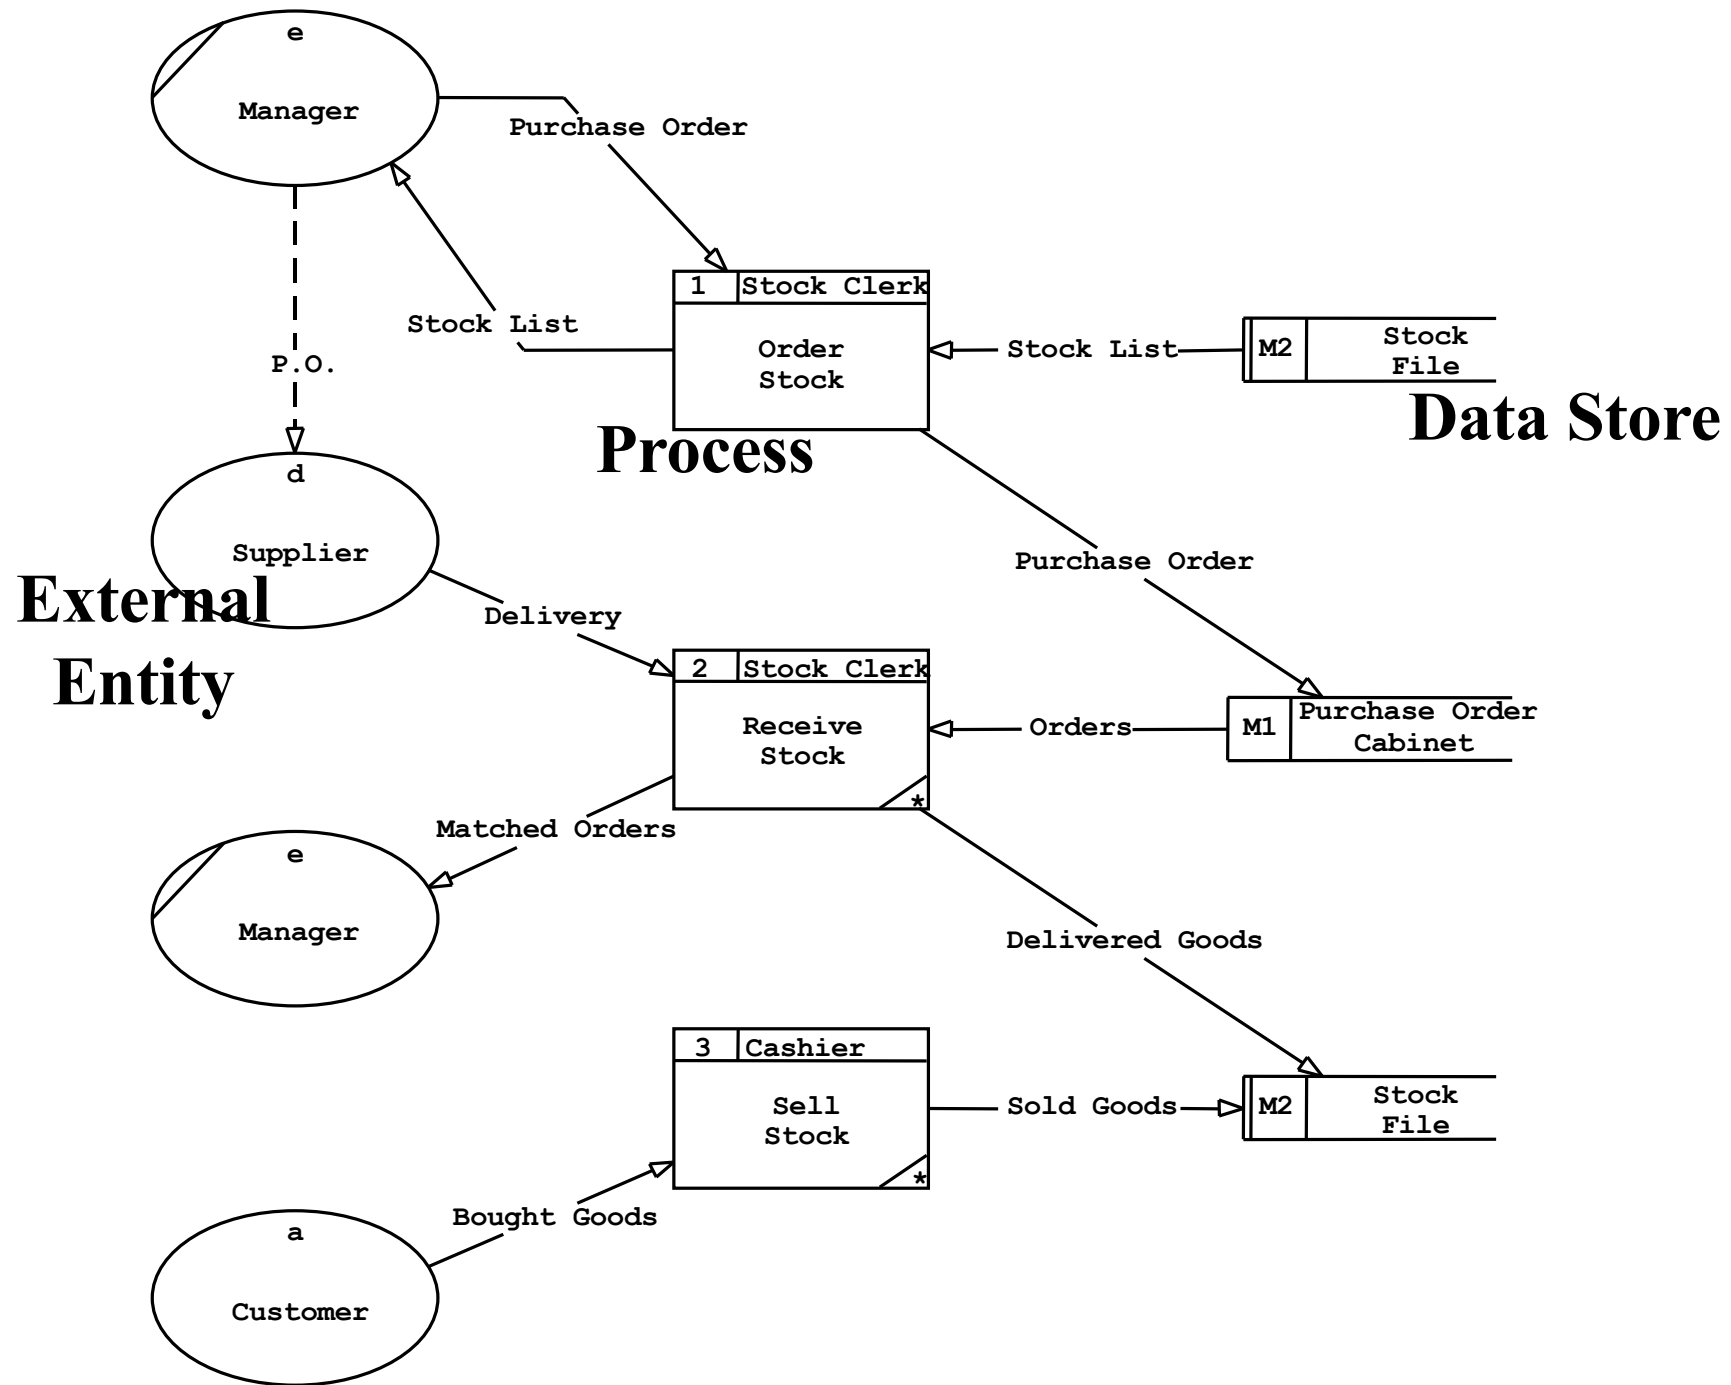 e
Manager
Purchase Order
1 Stock Clerk
Order
Stock
Stock List
Stock List
M2
Stock
File
Data Store
P.O.
Process
d
Supplier
External
Entity
Purchase Order
Delivery
2 Stock Clerk
Receive
Stock
*
Orders
M1
Purchase Order
Cabinet
Matched Orders
e
Manager
Delivered Goods
3 Cashier
Sell
Stock
*
Sold Goods
M2
Stock
File
Bought Goods
a
Customer